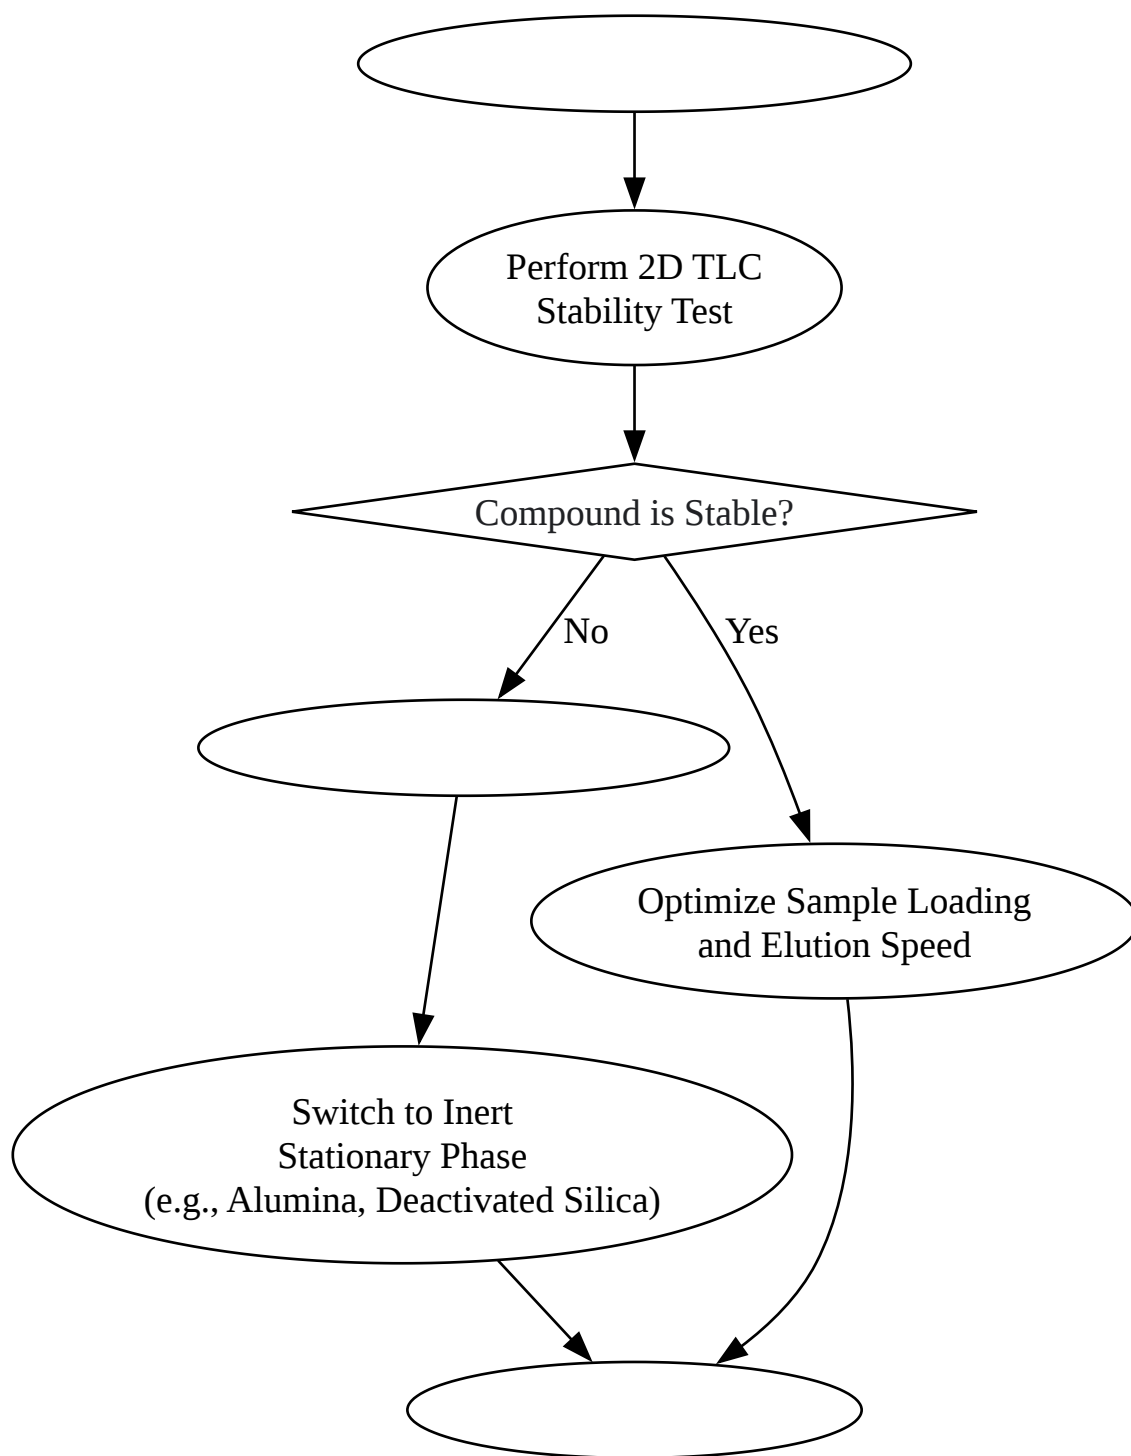 Perform 2D TLC
Stability Test
Compound is Stable?
No
Yes
Optimize Sample Loading
and Elution Speed
Switch to Inert
Stationary Phase
(e.g., Alumina, Deactivated Silica)